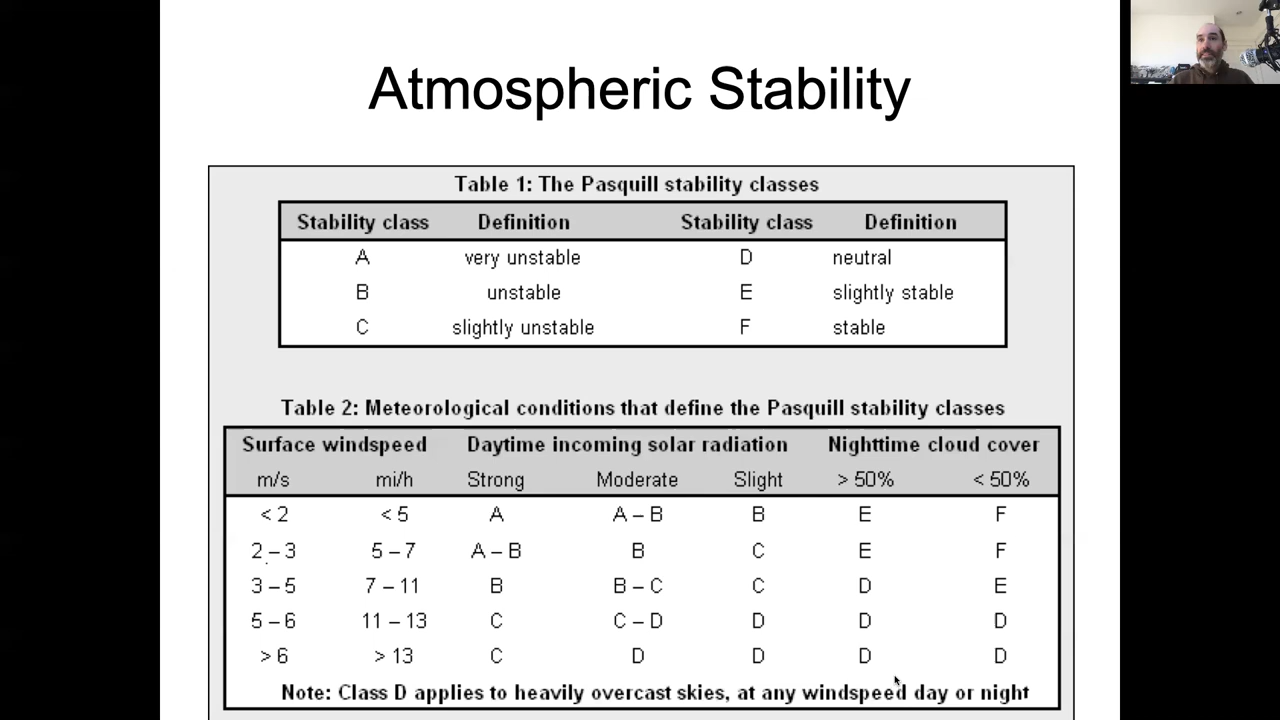 Atmospheric Stability
Table 1: The Pasquill stability classes
Stability class Definition Stability class Definition
A very unstable D neutral
B unstable E slightly stable
C slightly unstable F stable
Table 2: Meteorological conditions that define the Pasquill stability classes
Surface windspeed Daytime incoming solar radiation Nighttime cloud cover
m/s mi/h Strong Moderate Slight > 50% < 50%
< 2 < 5 A A – B B E F
2 – 3 5 – 7 A – B B C E F
3 – 5 7 – 11 B B – C C D E
5 – 6 11 – 13 C C – D D D D
> 6 > 13 C D D D D
Note: Class D applies to heavily overcast skies, at any windspeed day or night